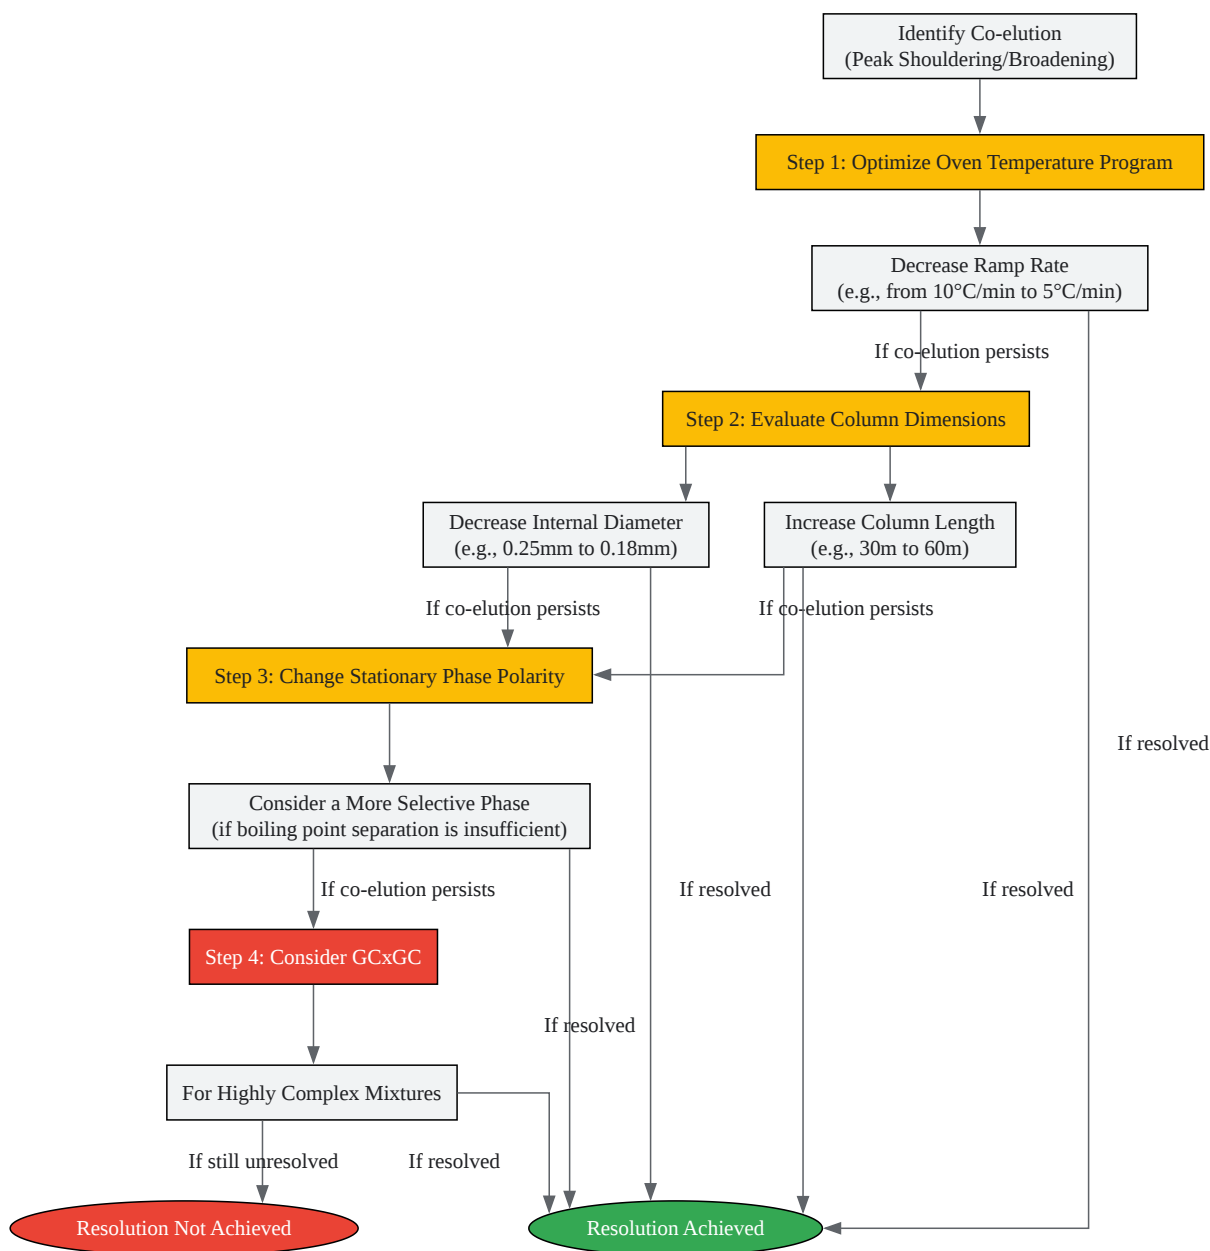 Identify Co-elution
(Peak Shouldering/Broadening)
Step 1: Optimize Oven Temperature Program
Decrease Ramp Rate
(e.g., from 10°C/min to 5°C/min)
If co-elution persists
Step 2: Evaluate Column Dimensions
Decrease Internal Diameter
(e.g., 0.25mm to 0.18mm)
Increase Column Length
(e.g., 30m to 60m)
If co-elution persists
If co-elution persists
Step 3: Change Stationary Phase Polarity
If resolved
Consider a More Selective Phase
(if boiling point separation is insufficient)
If co-elution persists
If resolved
If resolved
Step 4: Consider GCxGC
If resolved
For Highly Complex Mixtures
If still unresolved
If resolved
Resolution Not Achieved
Resolution Achieved